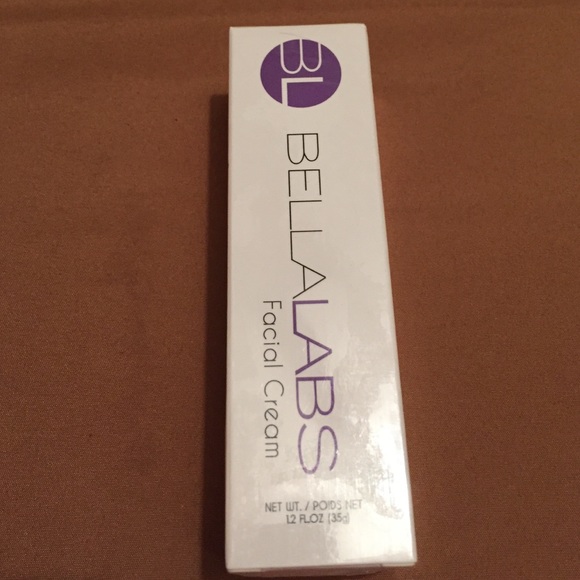 BL
BELLALABS
Facial Cream
NET WT. / POIDS NET
1.2 FL.OZ (35g)